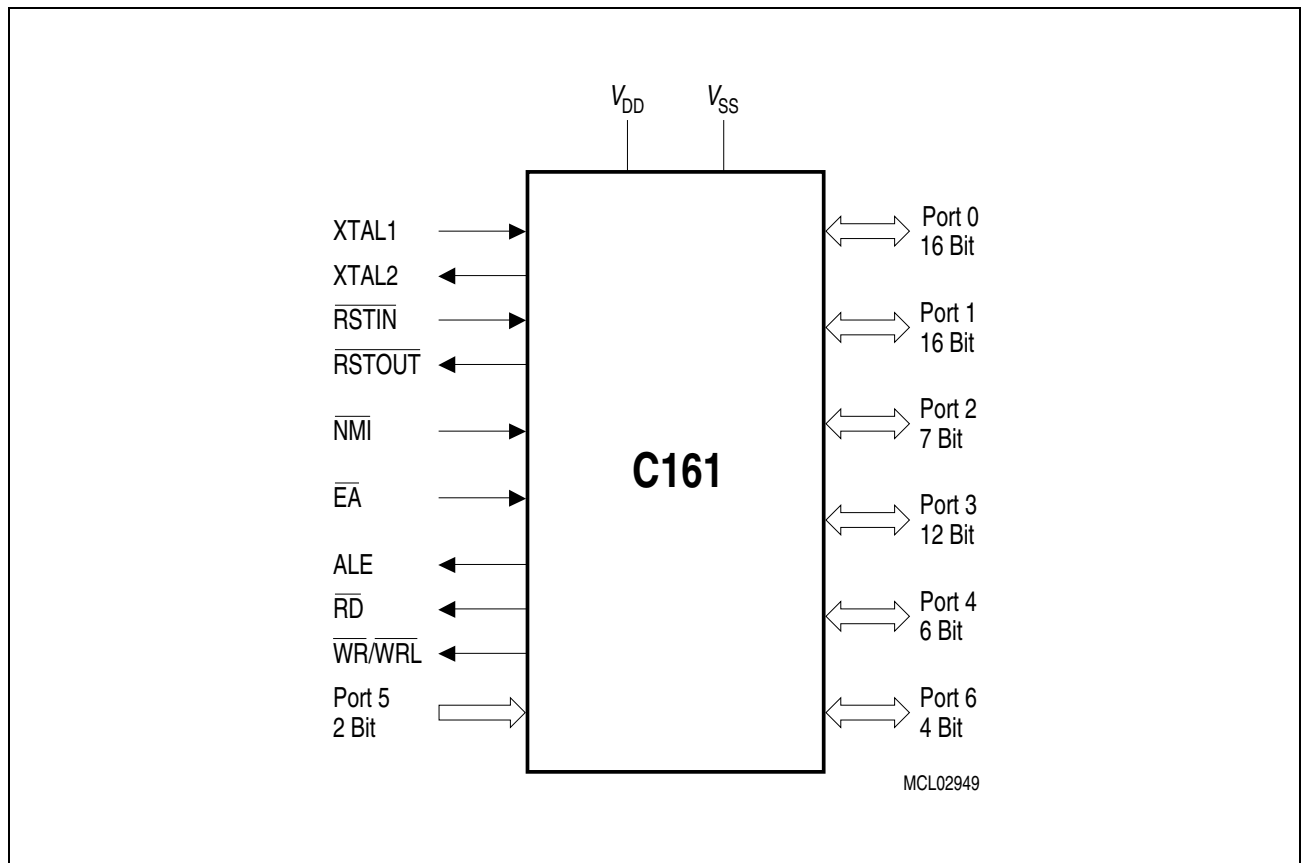 VDD
VSS
XTAL1
XTAL2
RSTIN
RSTOUT
NMI
EA
ALE
RD
WR/WRL
Port 5
2 Bit
C161
Port 0
16 Bit
Port 1
16 Bit
Port 2
7 Bit
Port 3
12 Bit
Port 4
6 Bit
Port 6
4 Bit
MCL02949